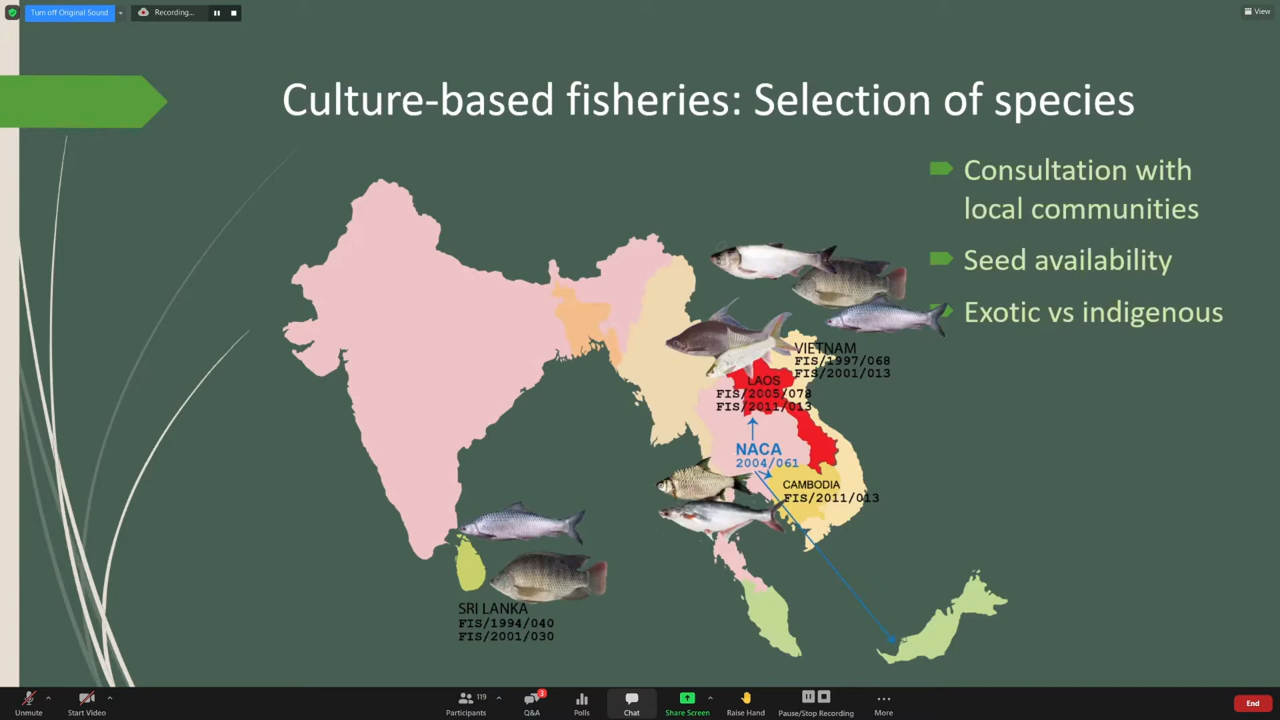 Turn off Original Sound
Recording...
View
Culture-based fisheries: Selection of species
Consultation with
local communities
Seed availability
Exotic vs indigenous
VIETNAM
FIS/1997/068
FIS/2001/013
LAOS
FIS/2005/078
FIS/2011/013
NACA
2004/061
CAMBODIA
FIS/2011/013
SRI LANKA
FIS/1994/040
FIS/2001/030
Unmute
Start Video
119
Participants
3
Q&A
Polls
Chat
Share Screen
Raise Hand
Pause/Stop Recording
More
End